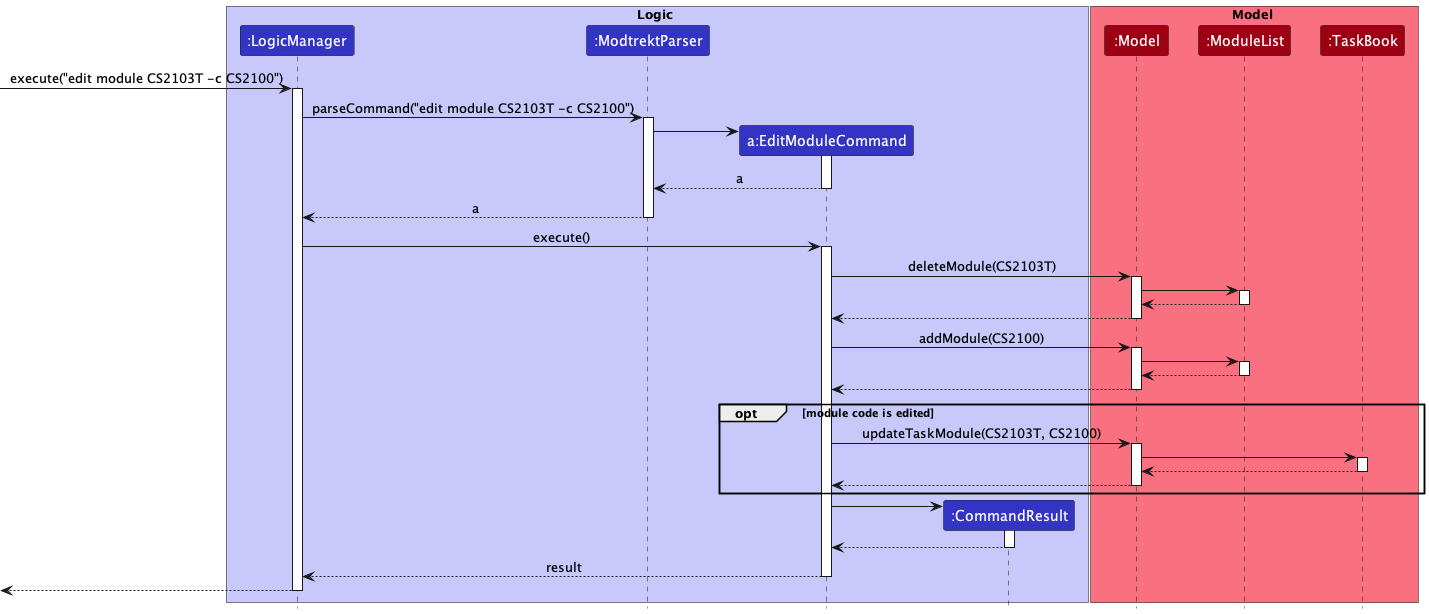 Logic
Model
:LogicManager
:ModtrektParser
:Model
:ModuleList
:TaskBook
execute("edit module CS2103T -c CS2100")
parseCommand("edit module CS2103T -c CS2100")
a:EditModuleCommand
a
a
execute()
deleteModule(CS2103T)
addModule(CS2100)
opt
[module code is edited]
updateTaskModule(CS2103T, CS2100)
:CommandResult
result